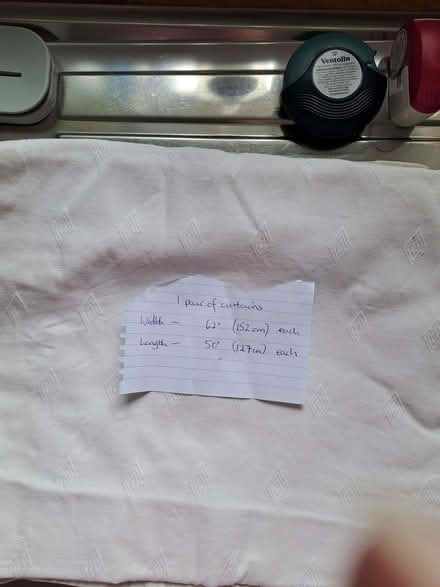 Ventolin
1 pair of curtains
Width - 62" (152cm) each
Length - 50" (127cm) each